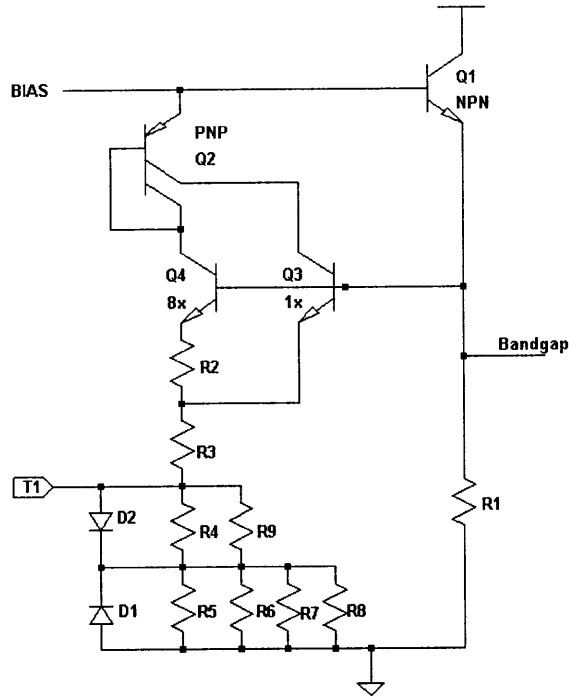 Q1
BIAS
NPN
PNP
Q2
Q4
Q3
8x
1x
Bandgap
R2
R3
T1
R1
D2
R4
R9
D1
R5
R6
R7
R8